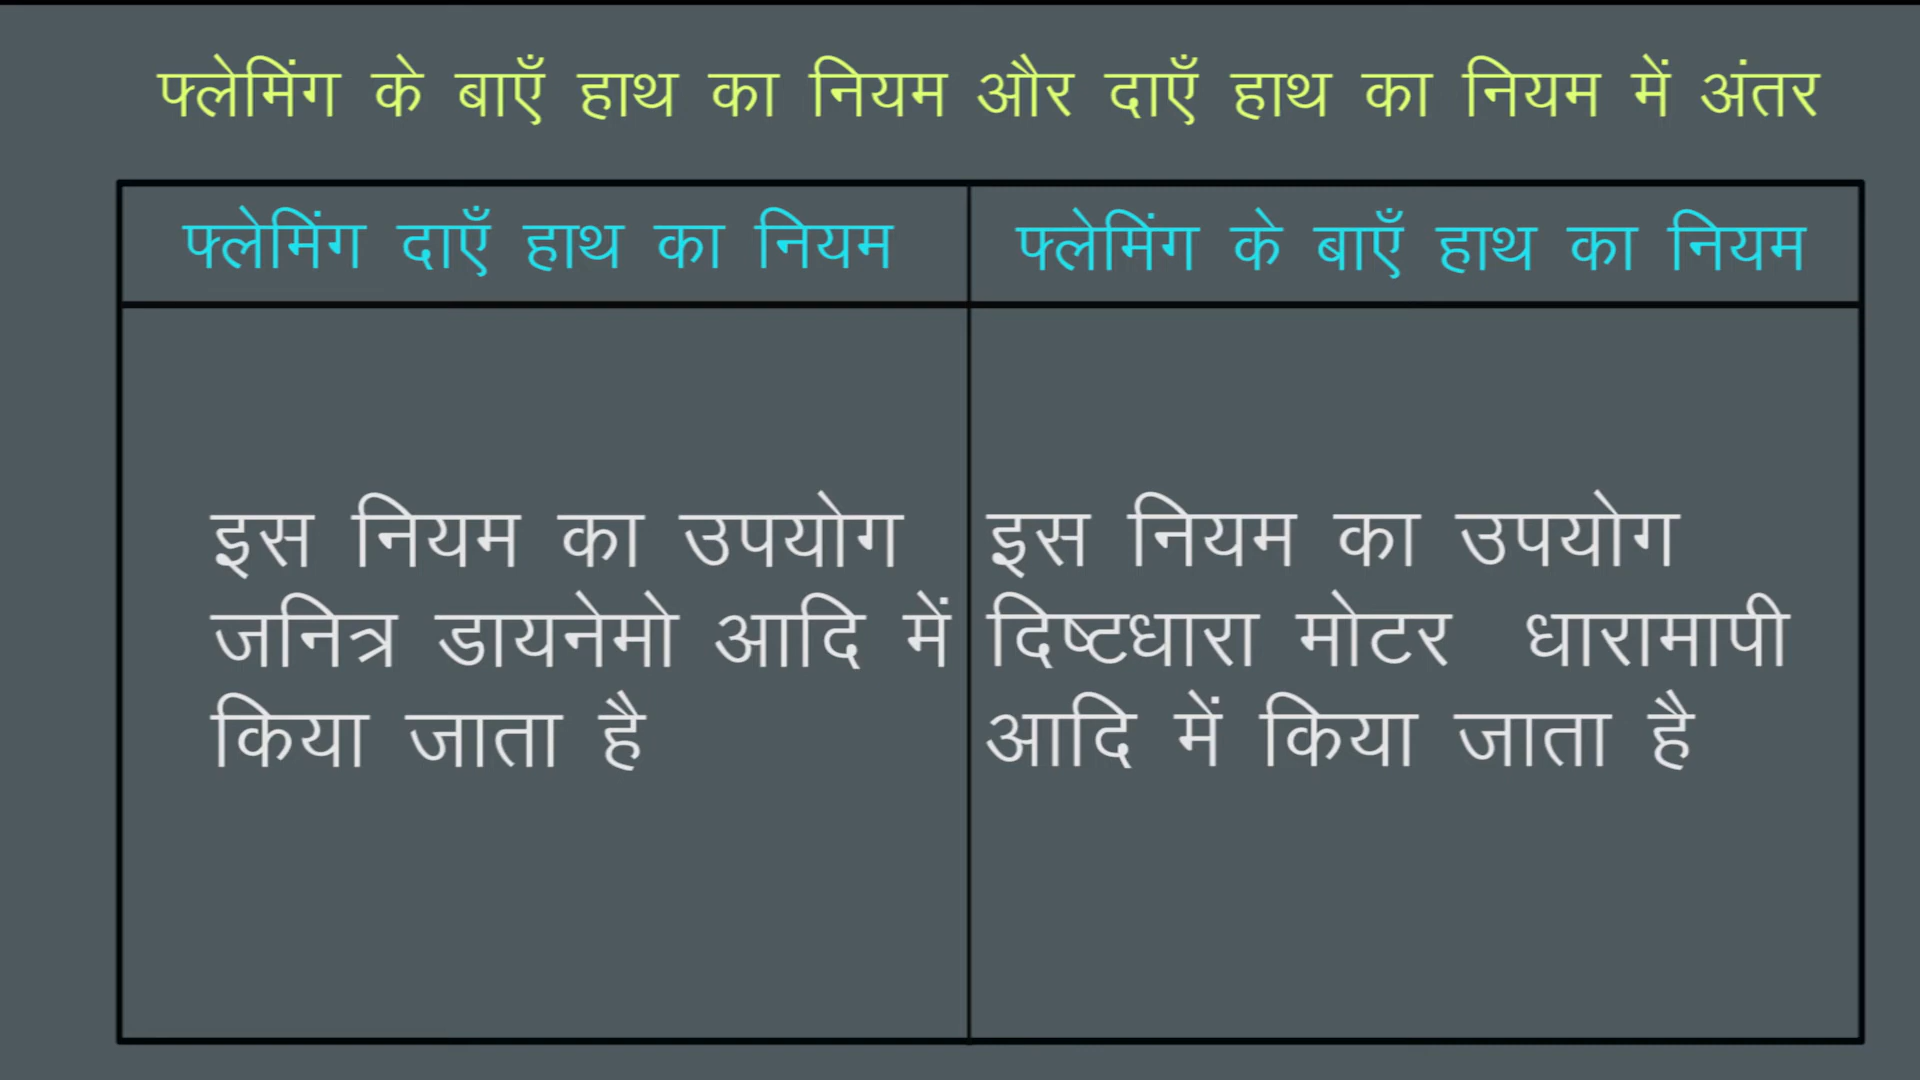 फ्लेमिंग के बाएँ हाथ का नियम और दाएँ हाथ का नियम में अंतर
फ्लेमिंग दाएँ हाथ का नियम
फ्लेमिंग के बाएँ हाथ का नियम
इस नियम का उपयोग
जनित्र डायनेमो आदि में
किया जाता है
इस नियम का उपयोग
दिष्टधारा मोटर धारामापी
आदि में किया जाता है